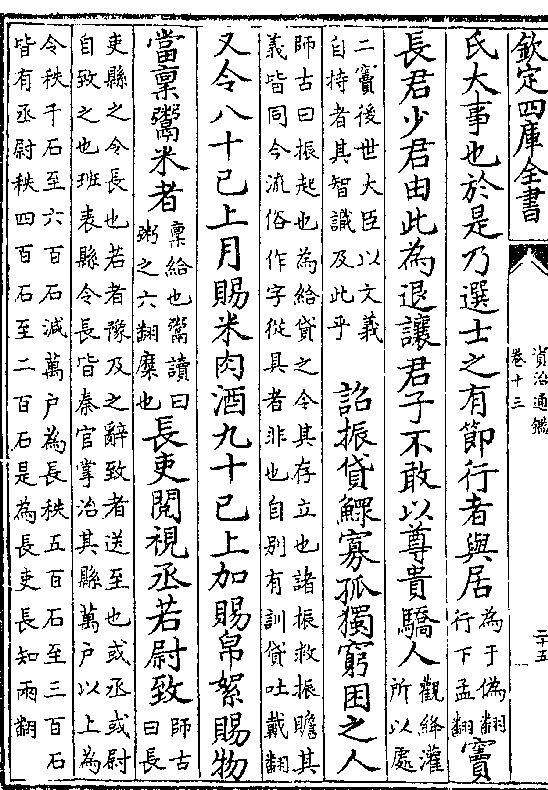 欽定四庫全書
資治通鑑
卷十三
二十五
氏大事也於是乃選士之有節行者與居
為于偽翻
行下孟翻
竇
長君少君由此為退讓君子不敢以尊貴驕人
觀絳灌
所以處
二竇後世大臣以文義
自持者其智識及此乎
詔振貸鰥寡孤獨窮困之人
師古曰振起也為給貸之令其存立也諸振救振贍其
義皆同今流俗作字從具者非也自別有訓貸吐戴翻
又令八十已上月賜米肉酒九十已上加賜帛絮賜物
當稟鬻米者
稟給也鬻讀曰
粥之六翻糜也
長吏閱視丞若尉致
師古
曰長
吏縣之令長也若者豫及之辭致者送至也或丞或尉
自致之也班表縣令長皆秦官掌治其縣萬户以上為
令秩千石至六百石減萬户為長秩五百石至三百石
皆有丞尉秩四百石至二百石是為長吏長知兩翻